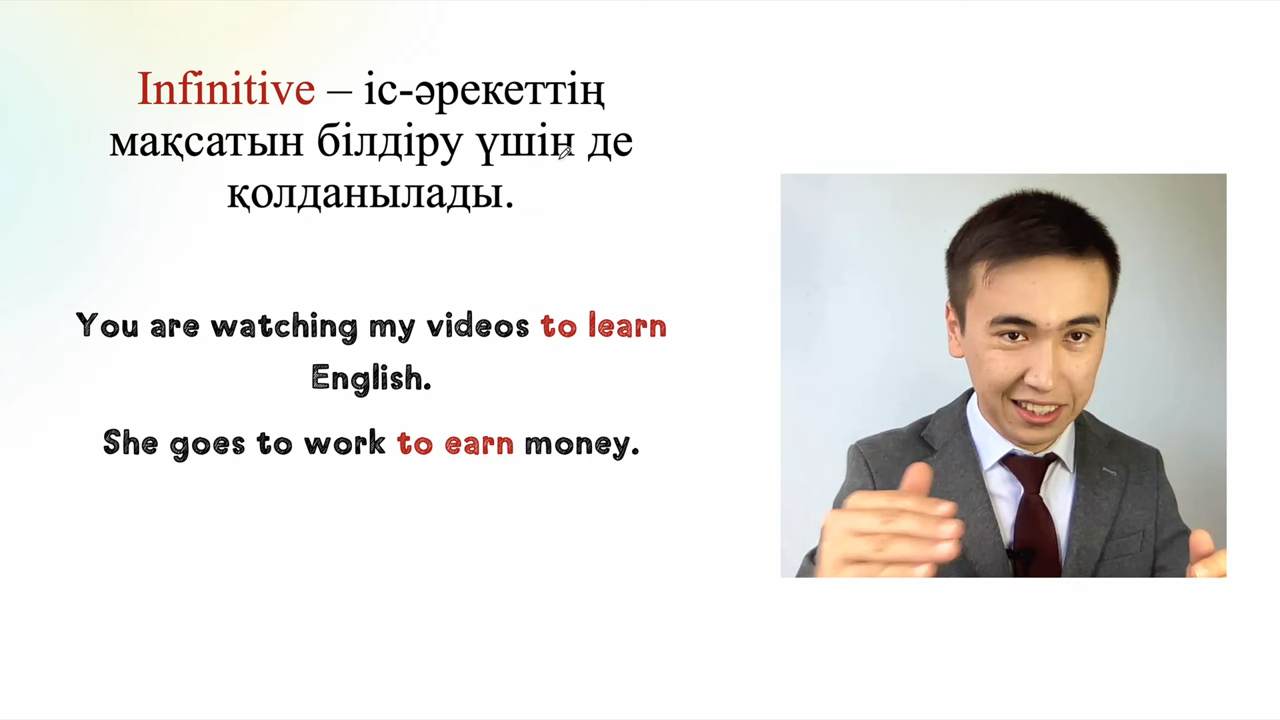 Infinitive – іс-әрекеттің
мақсатын білдіру үшін де
қолданылады.
You are watching my videos to learn
English.
She goes to work to earn money.